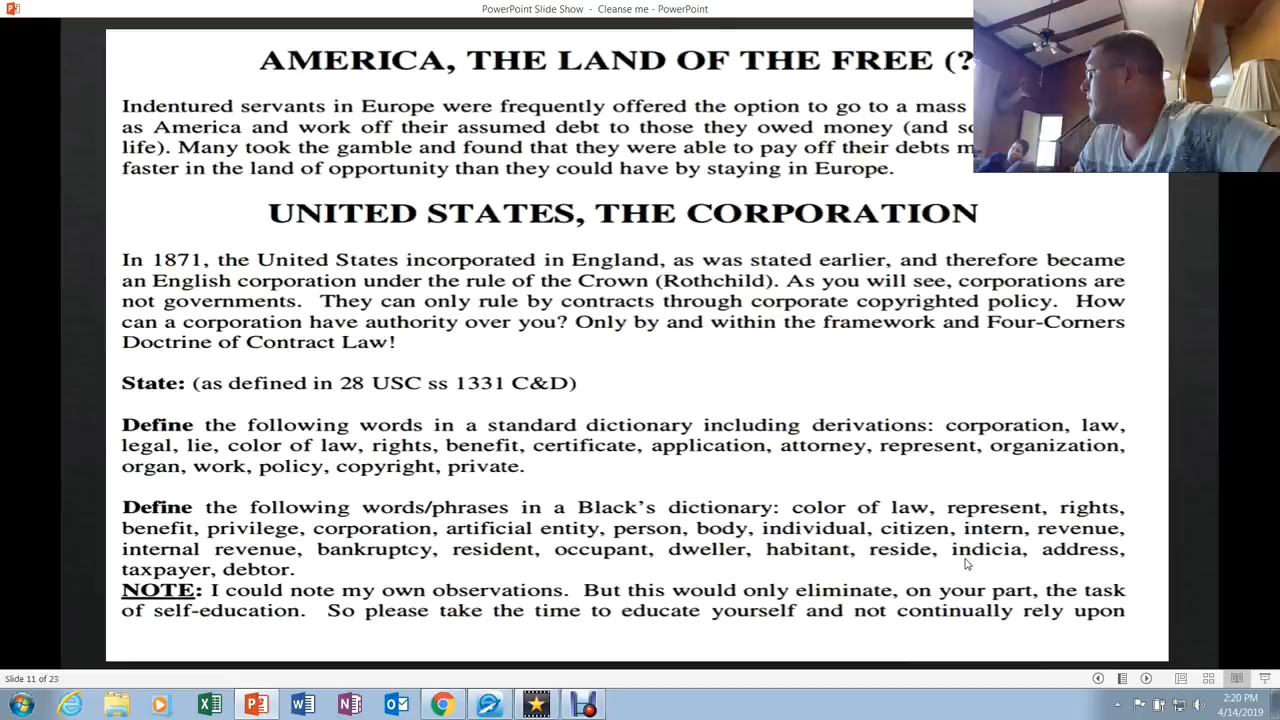 PowerPoint Slide Show - Cleanse me - PowerPoint
AMERICA, THE LAND OF THE FREE (?
Indentured servants in Europe were frequently offered the option to go to a mass
as America and work off their assumed debt to those they owed money (and
life). Many took the gamble and found that they were able to pay off their debts
faster in the land of opportunity than they could have by staying in Europe.
UNITED STATES, THE CORPORATION
In 1871, the United States incorporated in England, as was stated earlier, and therefore became
an English corporation under the rule of the Crown (Rothchild). As you will see, corporations are
not governments. They can only rule by contracts through corporate copyrighted policy. How
can a corporation have authority over you? Only by and within the framework and Four-Corners
Doctrine of Contract Law!
State: (as defined in 28 USC ss 1331 C&D)
Define the following words in a standard dictionary including derivations: corporation, law,
legal, lie, color of law, rights, benefit, certificate, application, attorney, represent, organization,
organ, work, policy, copyright, private.
Define the following words/phrases in a Black's dictionary: color of law, represent, rights,
benefit, privilege, corporation, artificial entity, person, body, individual, citizen, intern, revenue,
internal revenue, bankruptcy, resident, occupant, dweller, habitant, reside, indicia, address,
taxpayer, debtor.
NOTE: I could note my own observations. But this would only eliminate, on your part, the task
of self-education. So please take the time to educate yourself and not continually rely upon
Slide 11 of 23
2:20 PM
4/14/2019